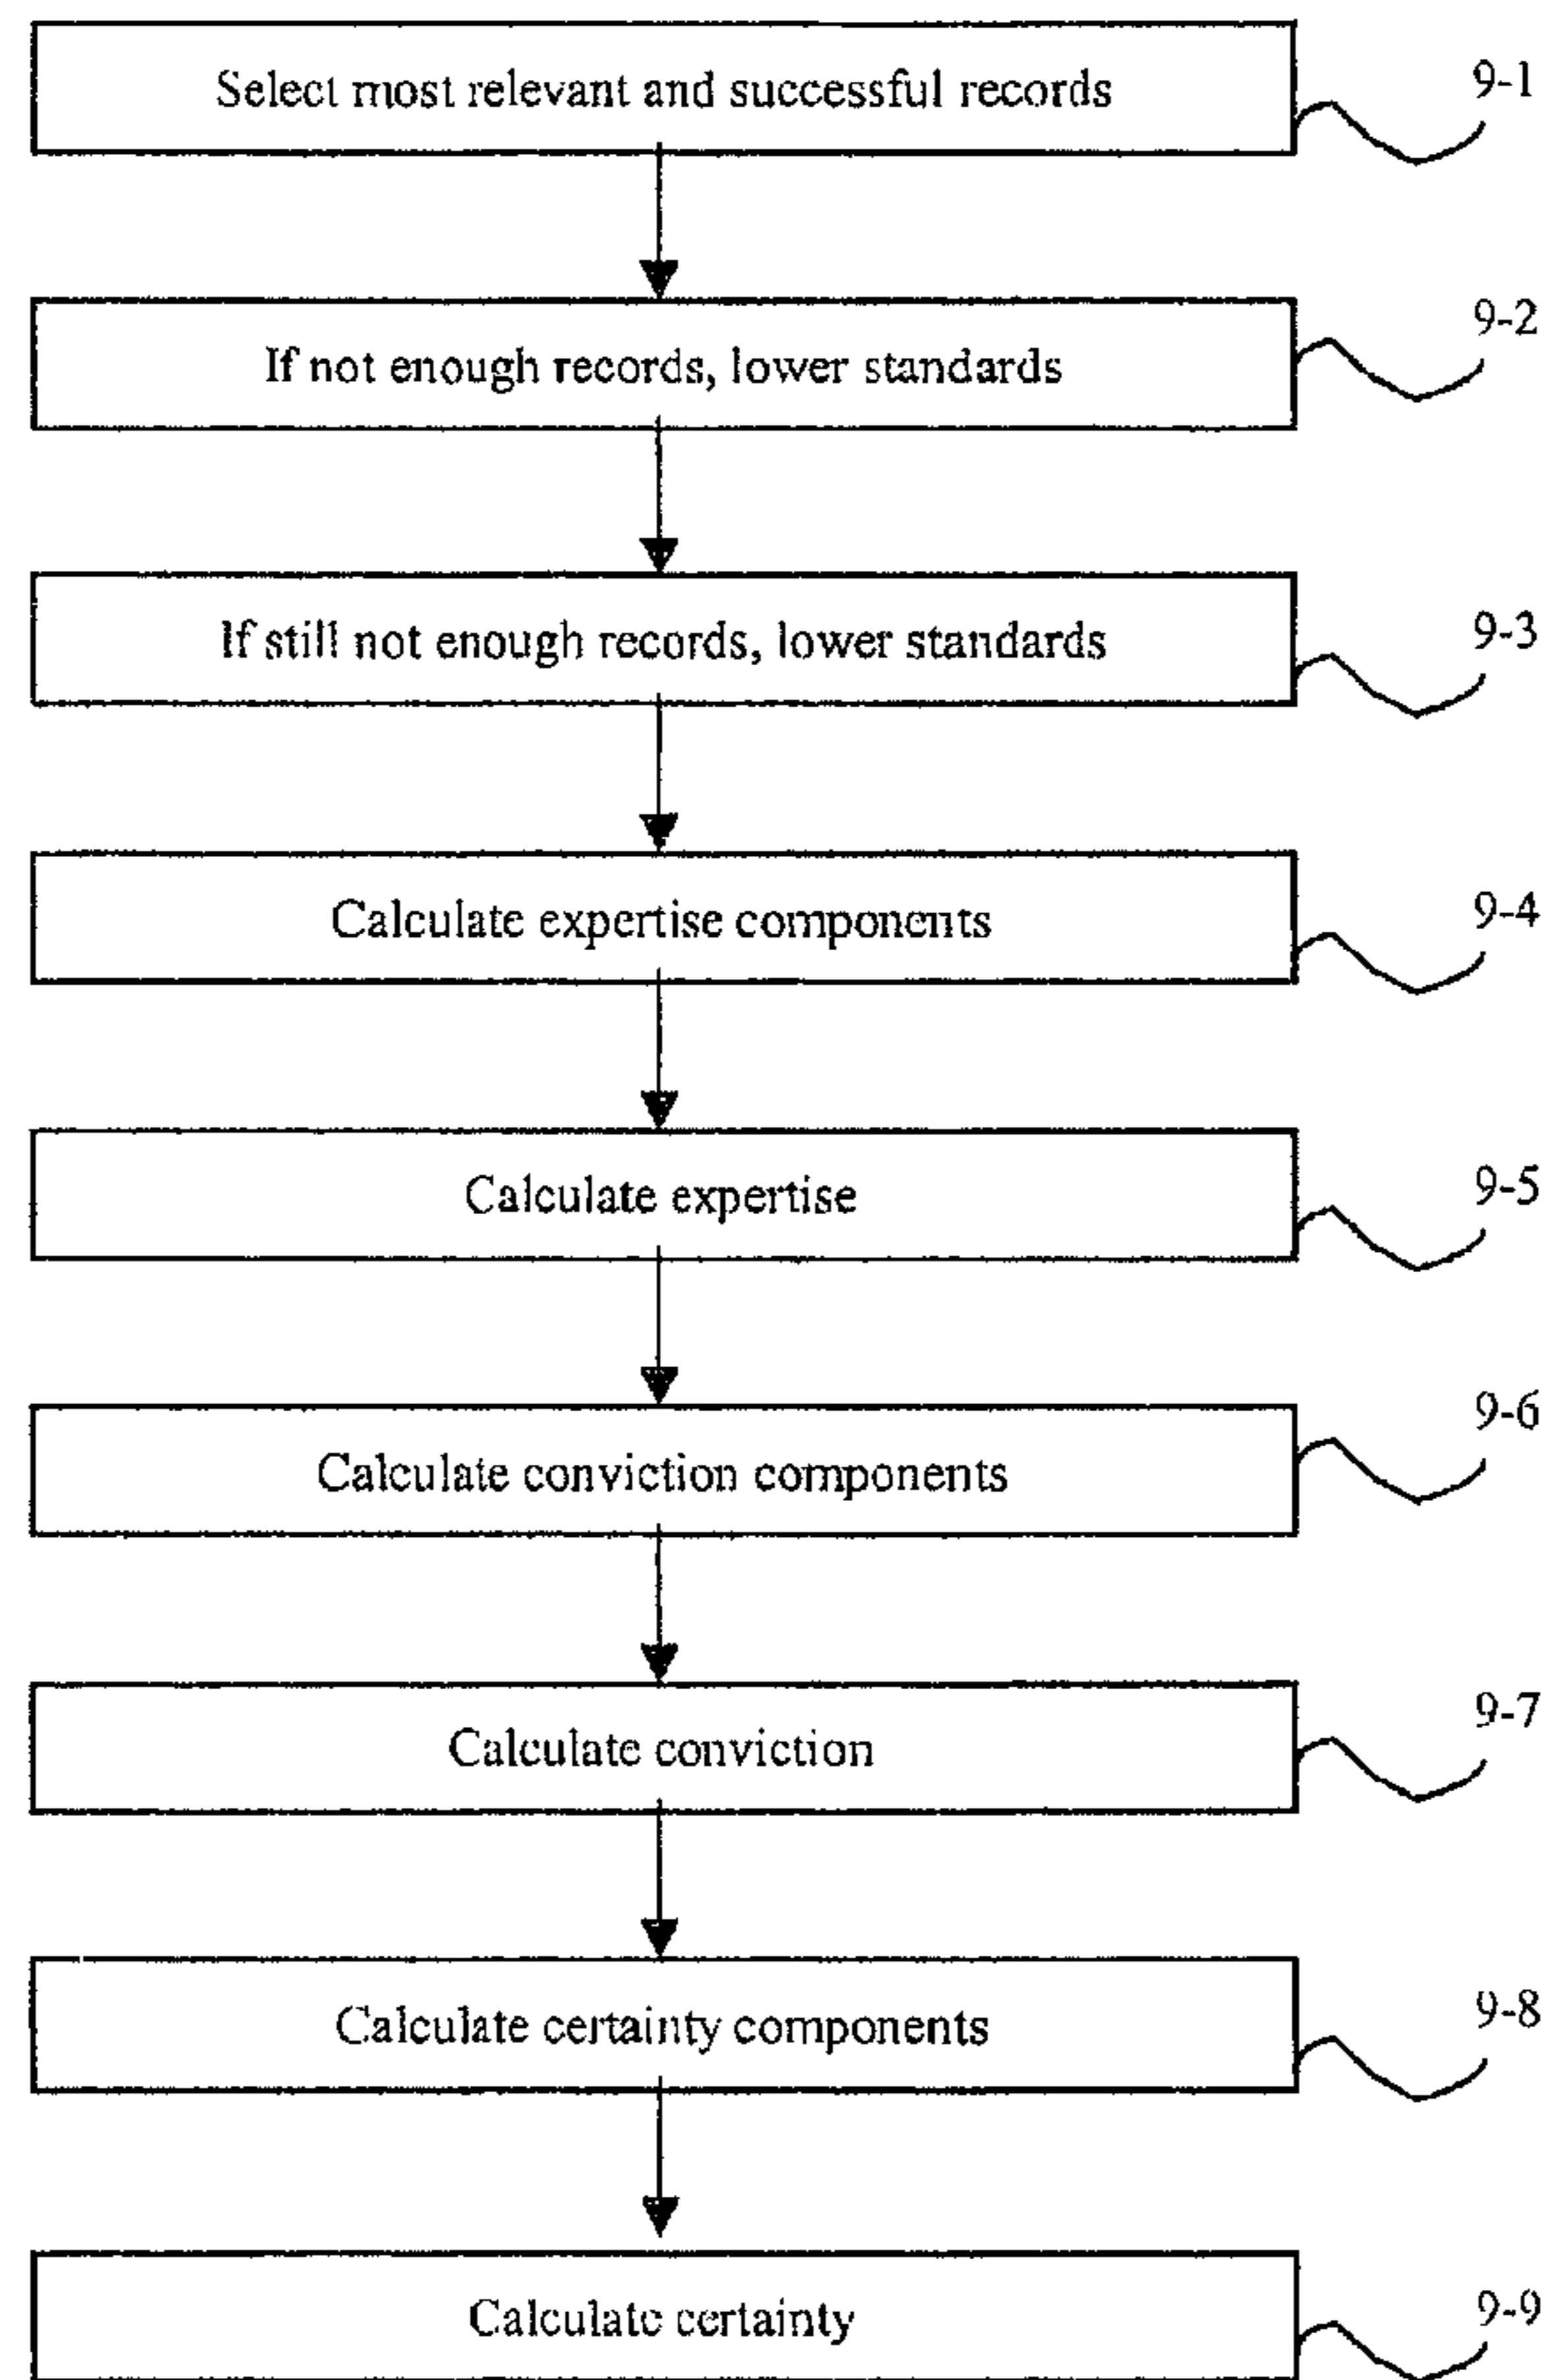 Select most relevant and successful records
9-1
If not enough records, lower standards
9-2
If still not enough records, lower standards
9-3
Calculate expertise components
9-4
Calculate expertise
9-5
Calculate conviction components
9-6
Calculate conviction
9-7
Calculate certainty components
9-8
Calculate certainty
9-9